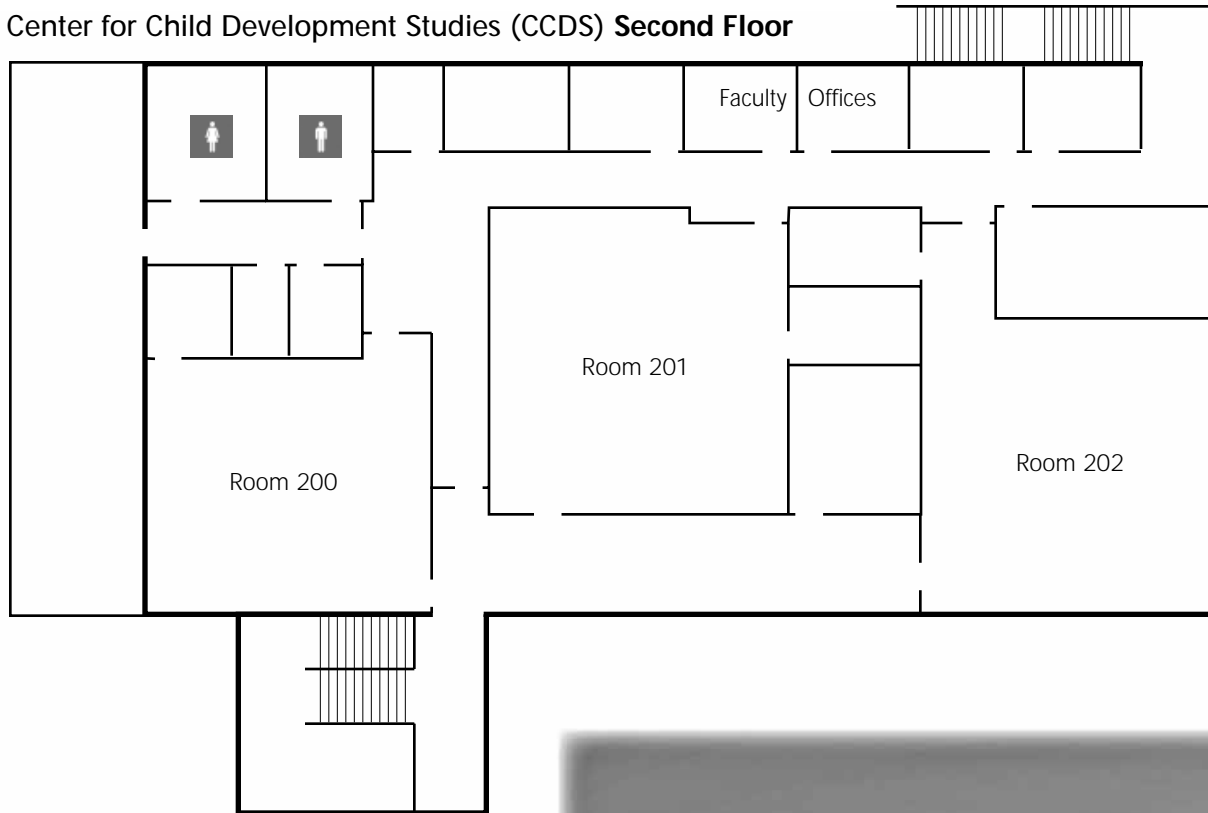 Center for Child Development Studies (CCDS) Second Floor
Faculty Offices
Room 201
Room 200
Room 202